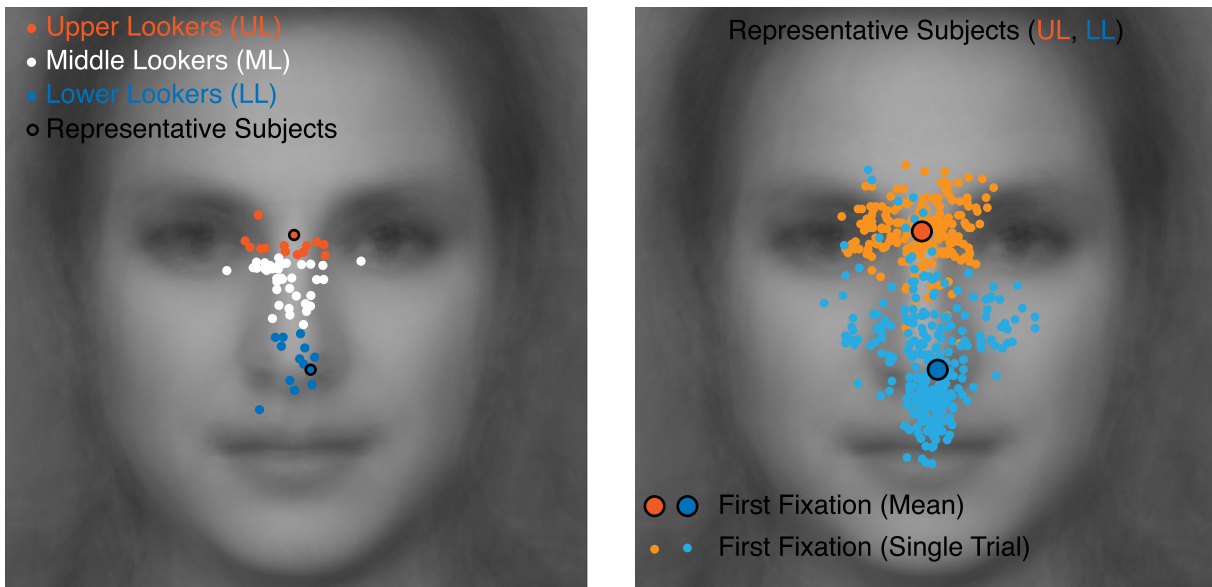 Upper Lookers (UL)
Middle Lookers (ML)
Lower Lookers (LL)
Representative Subjects
Representative Subjects (UL, LL)
First Fixation (Mean)
First Fixation (Single Trial)